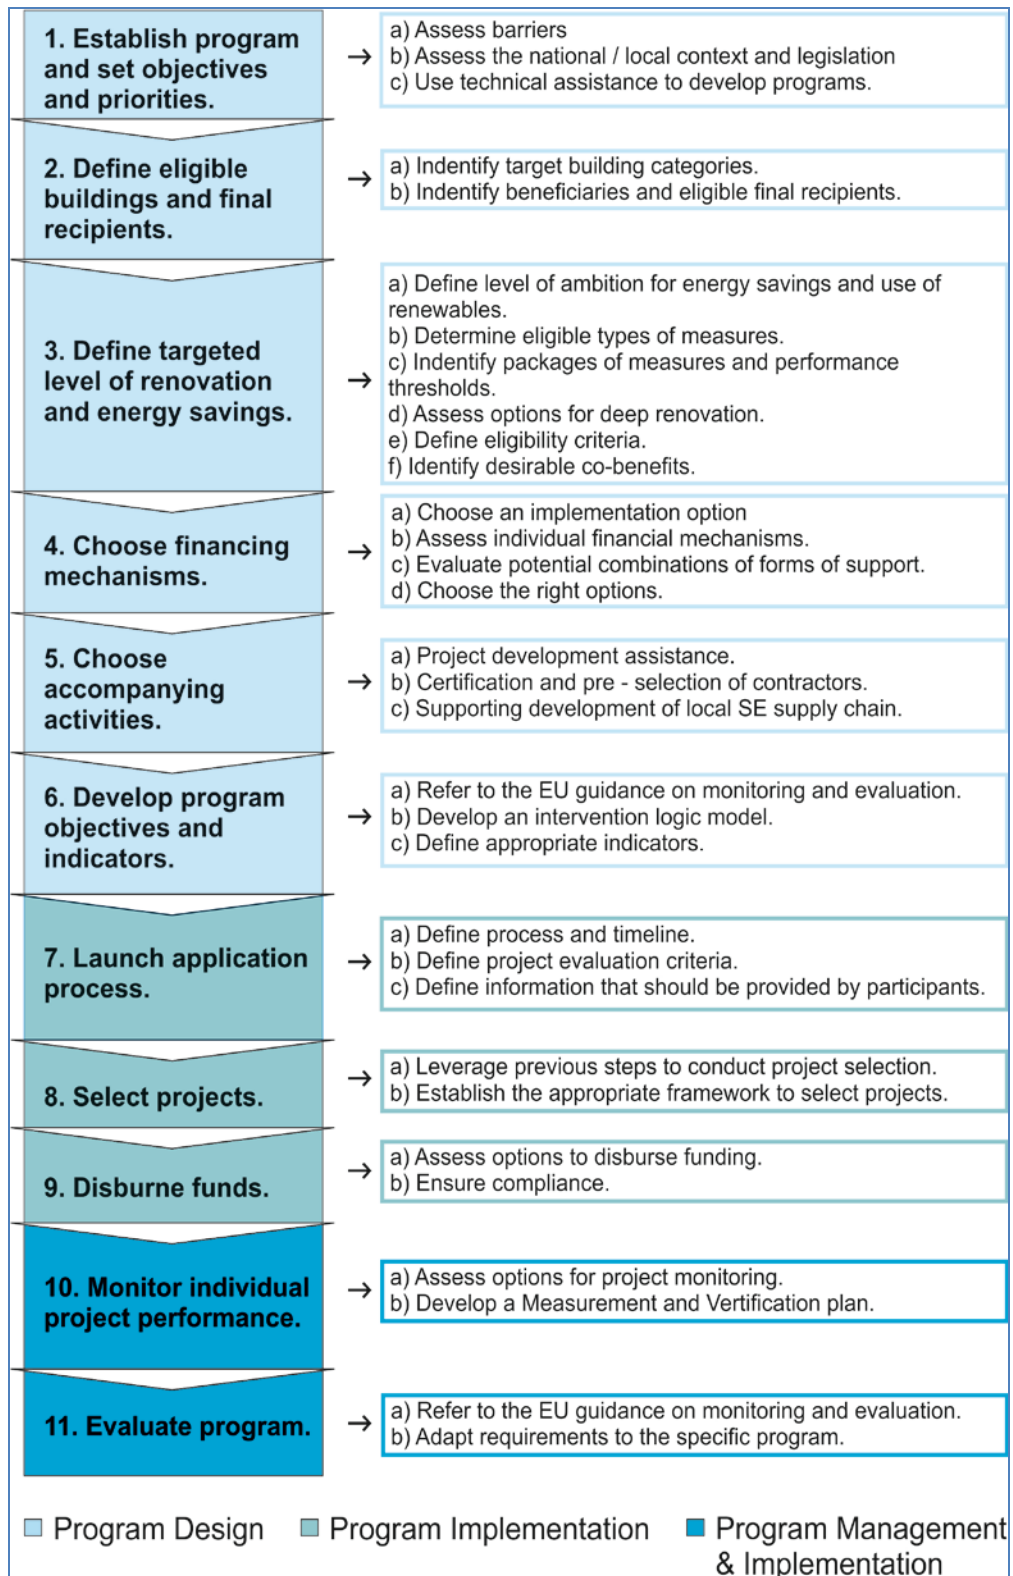 1. Establish program
and set objectives
and priorities.
→
a) Assess barriers
b) Assess the national / local context and legislation
c) Use technical assistance to develop programs.
2. Define eligible
buildings and final
recipients.
→
a) Indentify target building categories.
b) Indentify beneficiaries and eligible final recipients.
3. Define targeted
level of renovation
and energy savings.
→
a) Define level of ambition for energy savings and use of
renewables.
b) Determine eligible types of measures.
c) Indentify packages of measures and performance
thresholds.
d) Assess options for deep renovation.
e) Define eligibility criteria.
f) Identify desirable co-benefits.
4. Choose financing
mechanisms.
→
a) Choose an implementation option
b) Assess individual financial mechanisms.
c) Evaluate potential combinations of forms of support.
d) Choose the right options.
5. Choose
accompanying
activities.
→
a) Project development assistance.
b) Certification and pre - selection of contractors.
c) Supporting development of local SE supply chain.
6. Develop program
objectives and
indicators.
→
a) Refer to the EU guidance on monitoring and evaluation.
b) Develop an intervention logic model.
c) Define appropriate indicators.
7. Launch application
process.
→
a) Define process and timeline.
b) Define project evaluation criteria.
c) Define information that should be provided by participants.
8. Select projects.
→
a) Leverage previous steps to conduct project selection.
b) Establish the appropriate framework to select projects.
9. Disburne funds.
→
a) Assess options to disburse funding.
b) Ensure compliance.
10. Monitor individual
project performance.
→
a) Assess options for project monitoring.
b) Develop a Measurement and Vertification plan.
11. Evaluate program.
→
a) Refer to the EU guidance on monitoring and evaluation.
b) Adapt requirements to the specific program.
Program Design
Program Implementation
Program Management
& Implementation